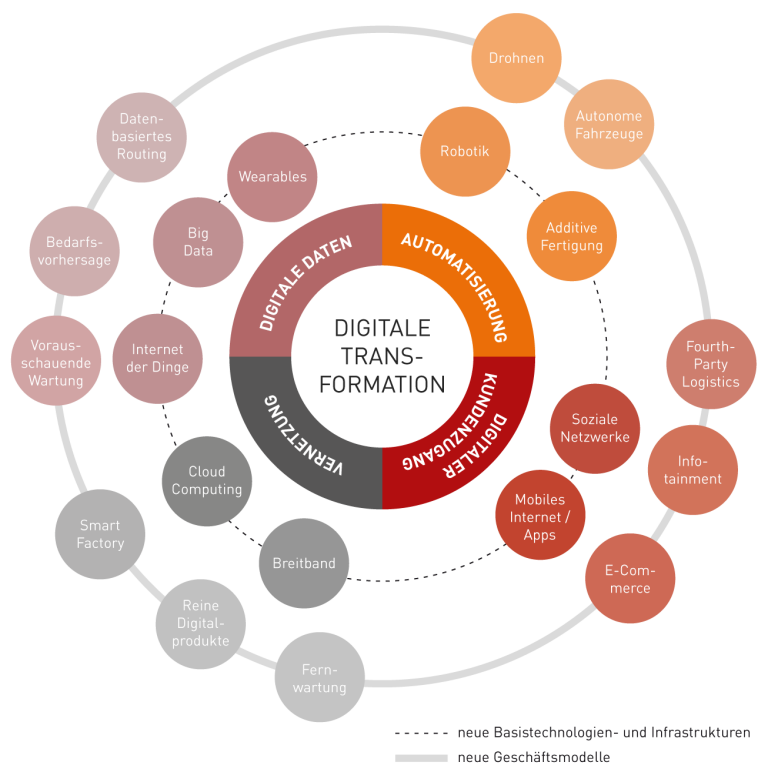 Drohnen
Autonome
Fahrzeuge
Daten-
basiertes
Routing
Robotik
Wearables
Additive
Fertigung
Big
Data
Bedarfs-
vorhersage
DIGITALE DATEN
AUTOMATISIERUNG
DIGITALE
TRANS-
FORMATION
Voraus-
schauende
Wartung
Internet
der Dinge
Fourth-
Party
Logistics
VERNETZUNG
DIGITALER
KUNDENZUGANG
Soziale
Netzwerke
Info-
tainment
Cloud
Computing
Mobiles
Internet /
Apps
Smart
Factory
Breitband
E-Com-
merce
Reine
Digital-
produkte
Fern-
wartung
neue Basistechnologien- und Infrastrukturen
neue Geschäftsmodelle